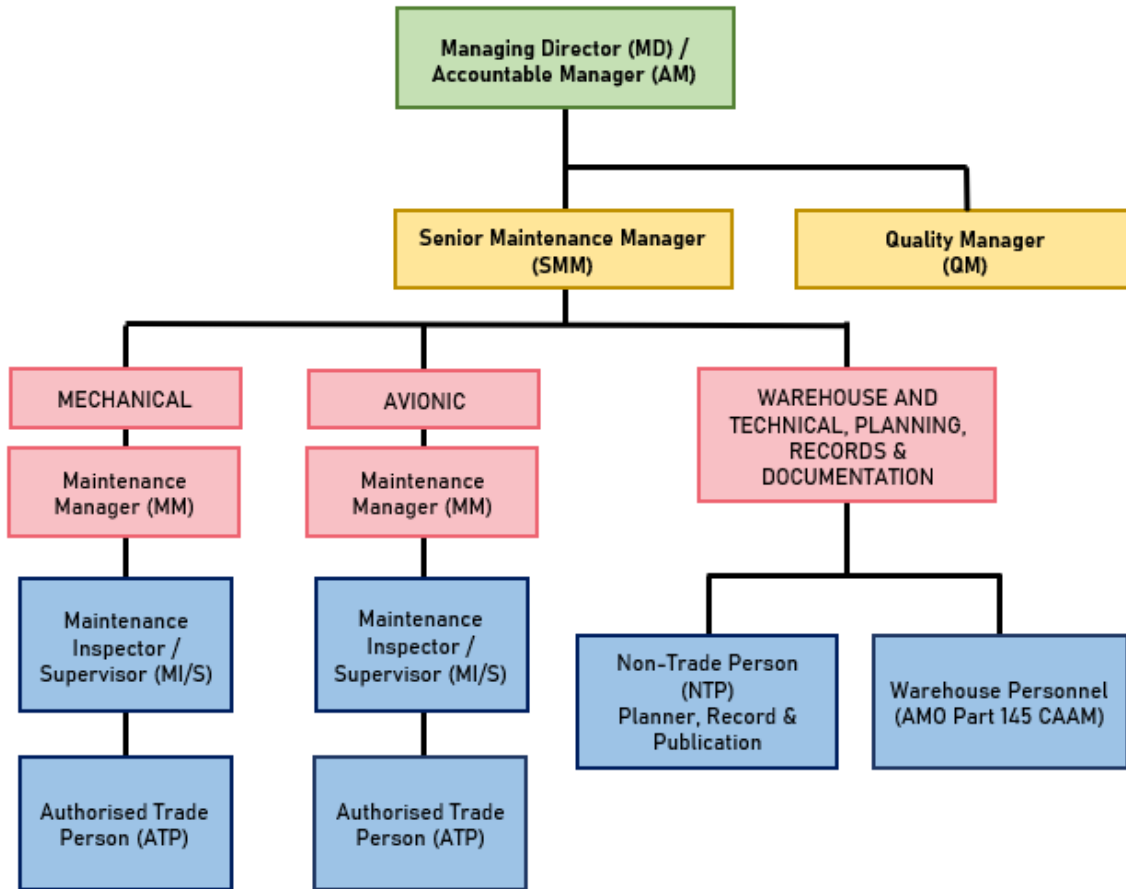 Managing Director (MD) /
Accountable Manager (AM)
Senior Maintenance Manager
(SMM)
Quality Manager
(QM)
MECHANICAL
AVIONIC
WAREHOUSE AND
TECHNICAL, PLANNING,
RECORDS &
DOCUMENTATION
Maintenance
Manager (MM)
Maintenance
Manager (MM)
Maintenance
Inspector /
Supervisor (MI/S)
Maintenance
Inspector /
Supervisor (MI/S)
Non-Trade Person
(NTP)
Planner, Record &
Publication
Warehouse Personnel
(AMO Part 145 CAAM)
Authorised Trade
Person (ATP)
Authorised Trade
Person (ATP)